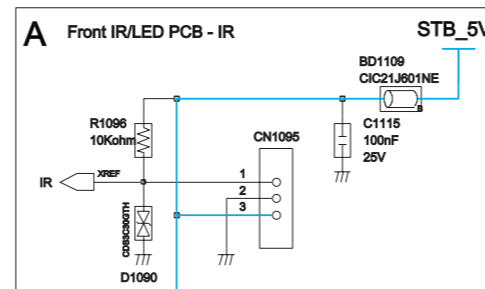 A Front IR/LED PCB - IR
STB_5V
BD1109
CIC21J601NE
B
R1096
10Kohm
C1115
100nF
25V
CN1095
1
2
3
IR
XREF
CDS3C30GTH
D1090